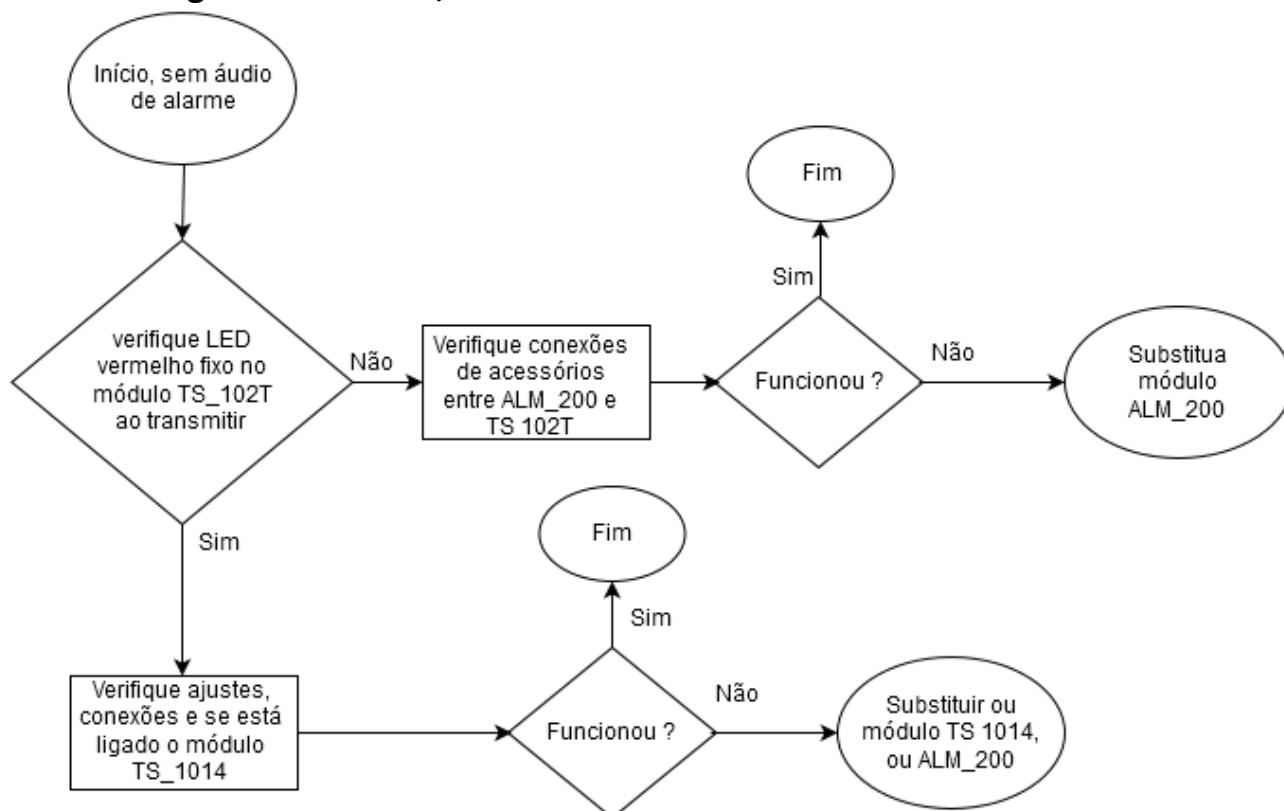 Início, sem áudio
de alarme
verifique LED
vermelho fixo no
módulo TS_102T
ao transmitir
Não
Verifique conexões
de acessórios
entre ALM_200 e
TS 102T
Funcionou ?
Sim
Fim
Não
Substitua
módulo
ALM_200
Sim
Verifique ajustes,
conexões e se está
ligado o módulo
TS_1014
Funcionou ?
Sim
Fim
Não
Substituir ou
módulo TS 1014,
ou ALM_200